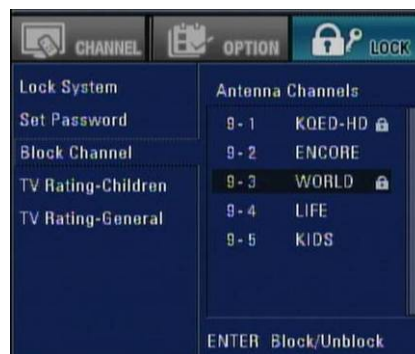 CHANNEL OPTION LOCK
Lock System
Set Password
Block Channel
TV Rating-Children
TV Rating-General
Antenna Channels
9-1 KQED-HD
9-2 ENCORE
9-3 WORLD
9-4 LIFE
9-5 KIDS
ENTER Block/Unblock